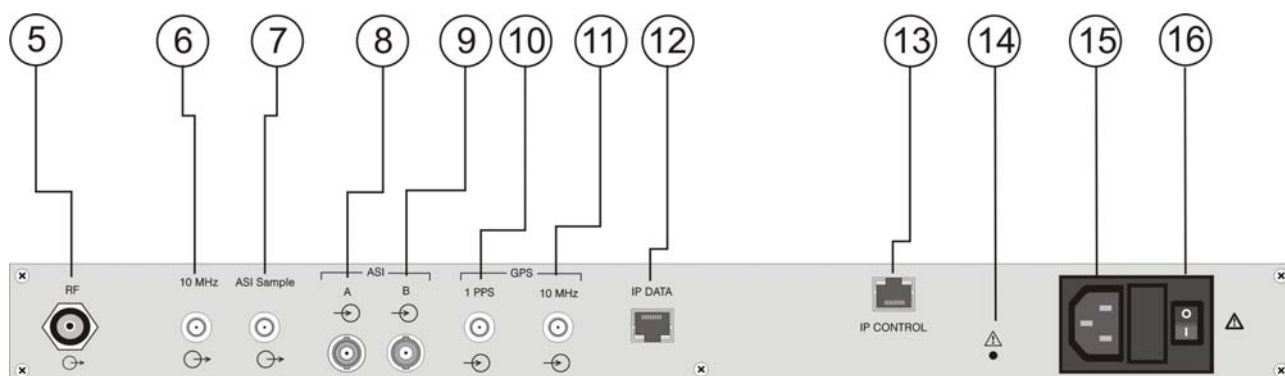 5 6 7 8 9 10 11 12 13 14 15 16
ASI GPS
RF 10 MHz ASI Sample A B 1 PPS 10 MHz IP DATA
IP CONTROL
O
I